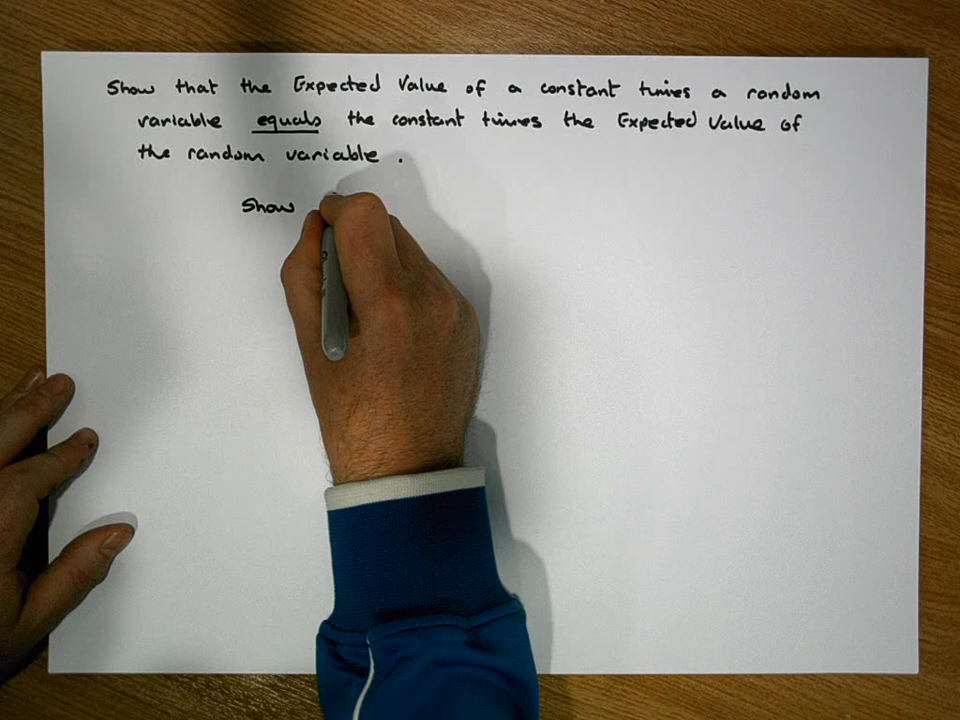 Show that the Expected Value of a constant times a random
variable equals the constant times the Expected Value of
the random variable .
Show